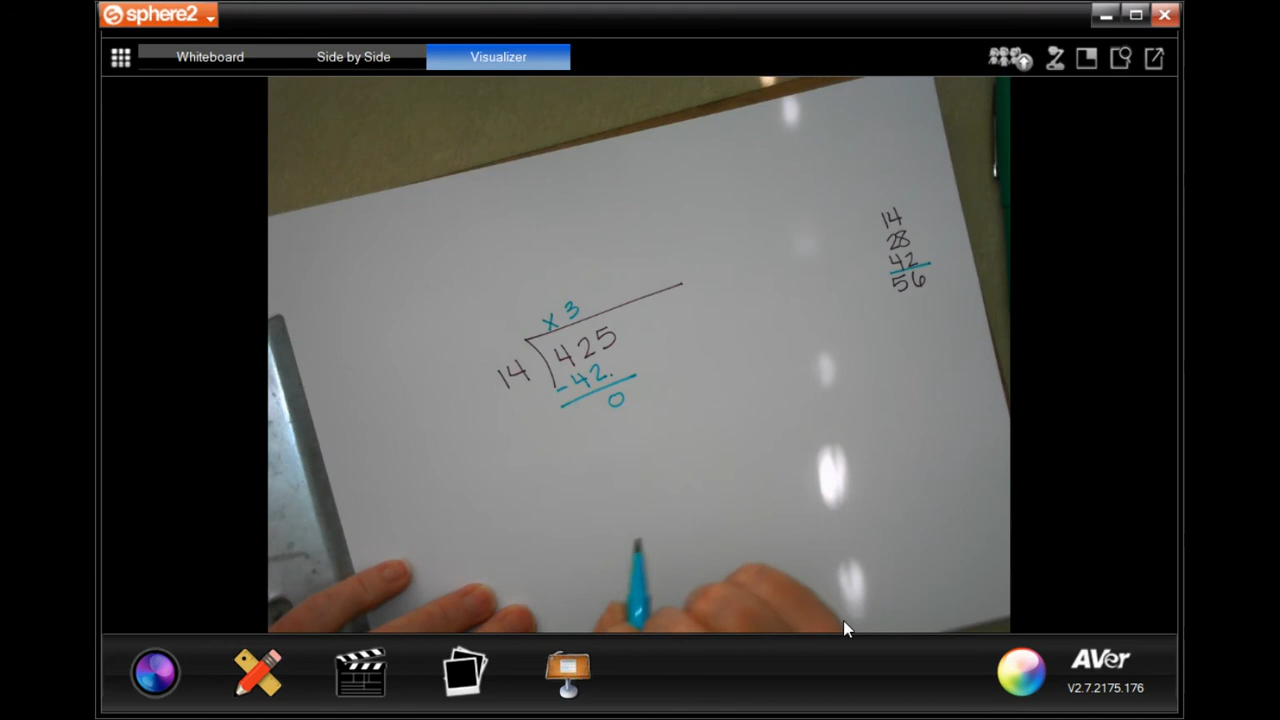 sphere2
Whiteboard Side by Side Visualizer
14
28
42
56
x 3
14 425
-42.
0
AVer
V2.7.2175.176